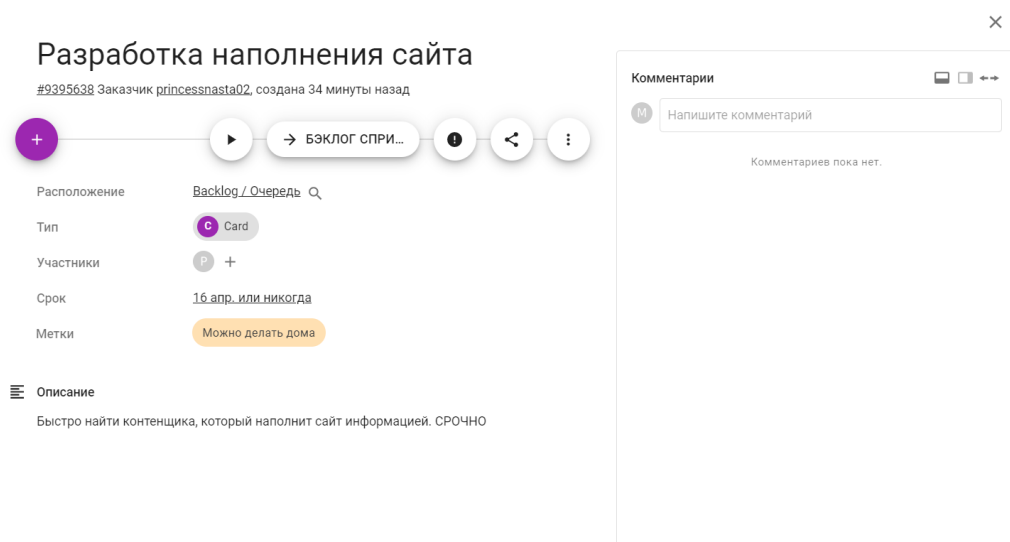 Разработка наполнения сайта
#9395638 Заказчик princessnasta02, создана 34 минуты назад
БЭКЛОГ СПРИ...
Расположение
Backlog / Очередь
Тип
C Card
Участники
P
Срок
16 апр. или никогда
Метки
Можно делать дома
Описание
Быстро найти контенщика, который наполнит сайт информацией. СРОЧНО
Комментарии
M
Напишите комментарий
Комментариев пока нет.